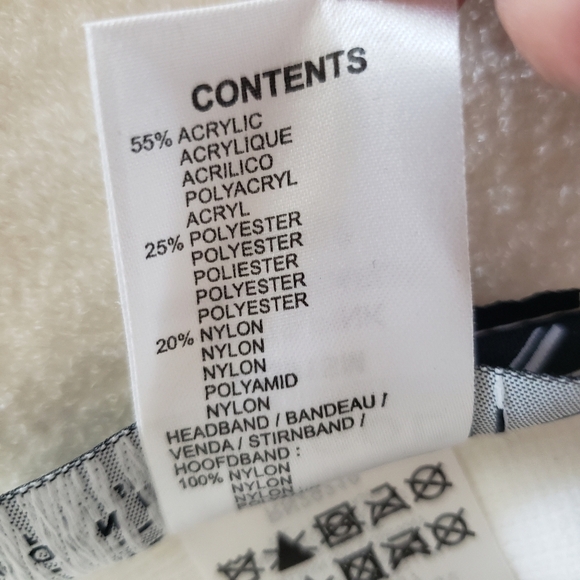 CONTENTS
55% ACRYLIC
ACRYLIQUE
ACRILICO
POLYACRYL
ACRYL
25% POLYESTER
POLYESTER
POLIESTER
POLYESTER
POLYESTER
20% NYLON
NYLON
NYLON
POLYAMID
NYLON
HEADBAND / BANDEAU /
VENDA / STIRNBAND /
HOOFDBAND :
100% NYLON
NYLON
NYLON